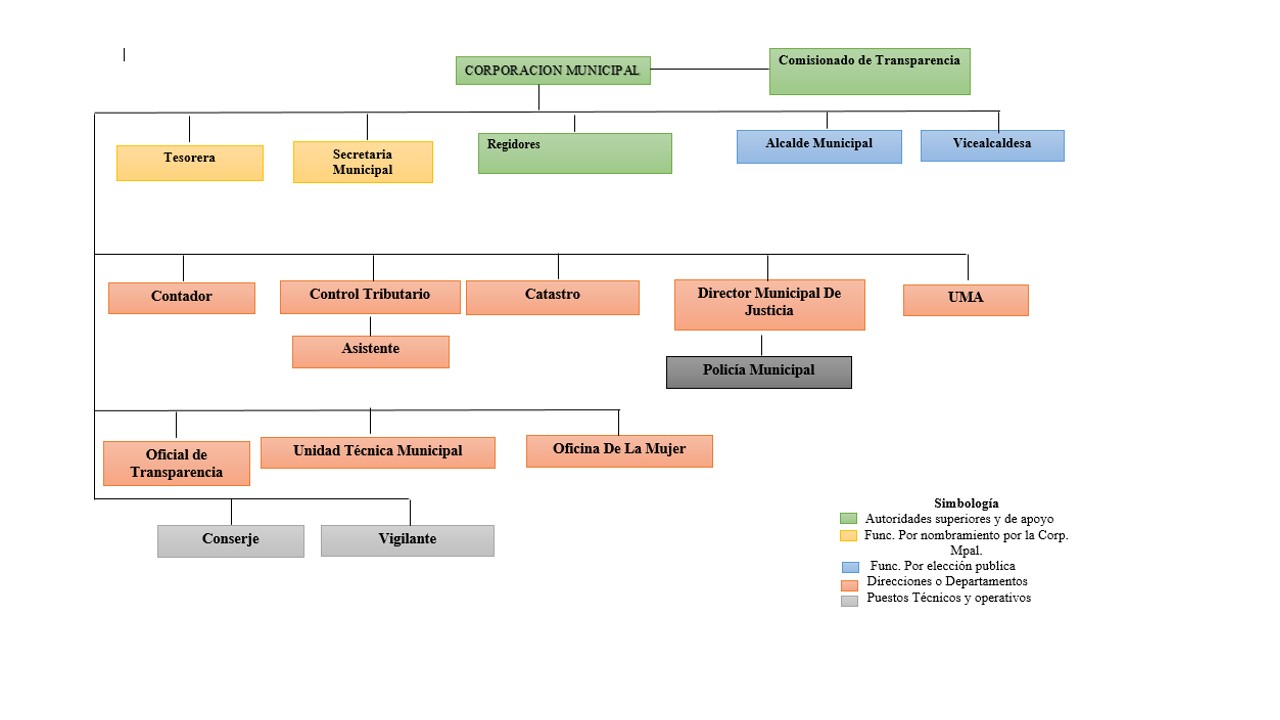 CORPORACION MUNICIPAL
Comisionado de Transparencia
Tesorera
Secretaria
Municipal
Regidores
Alcalde Municipal
Vicealcaldesa
Contador
Control Tributario
Catastro
Director Municipal De
Justicia
UMA
Asistente
Policía Municipal
Oficial de
Transparencia
Unidad Técnica Municipal
Oficina De La Mujer
Conserje
Vigilante
Simbología
Autoridades superiores y de apoyo
Func. Por nombramiento por la Corp.
Mpal.
Func. Por elección publica
Direcciones o Departamentos
Puestos Técnicos y operativos